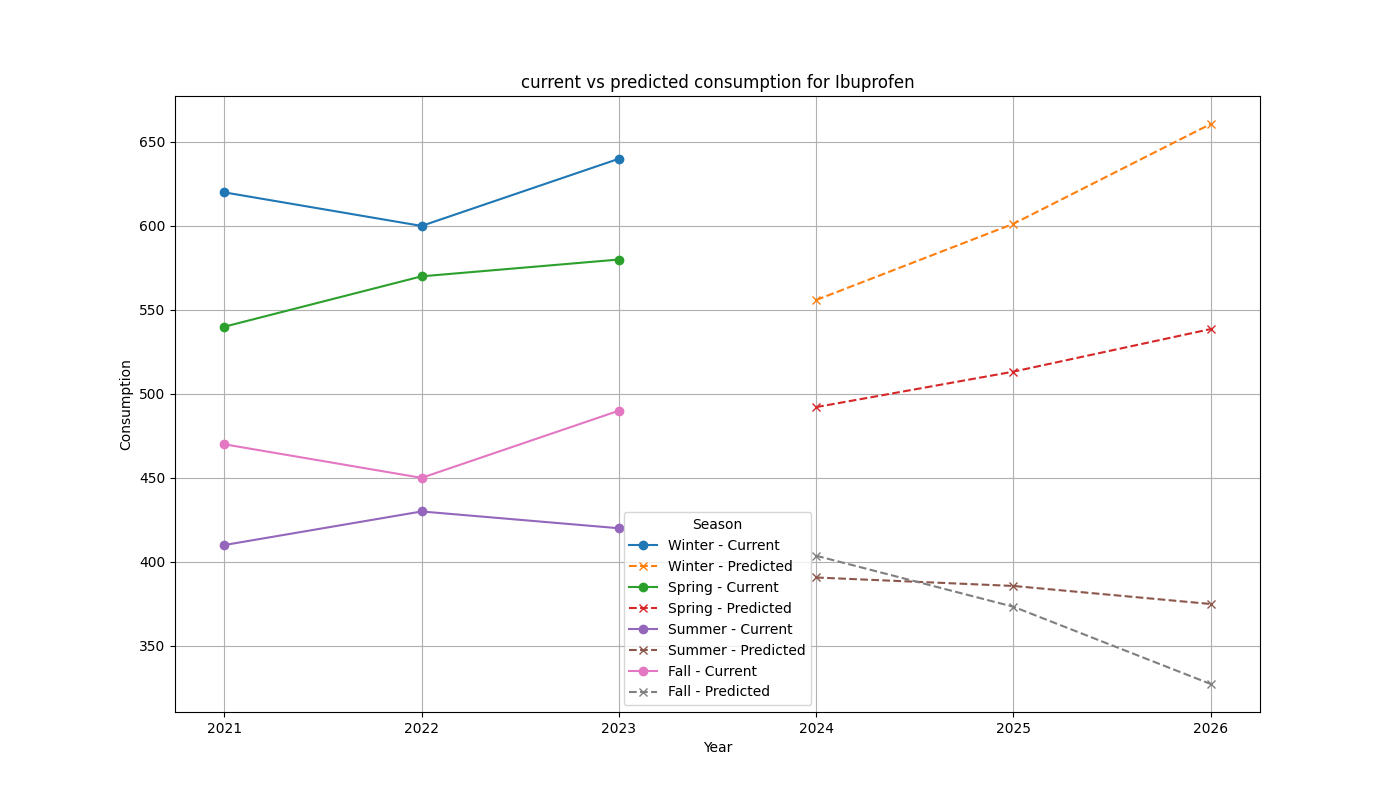 current vs predicted consumption for Ibuprofen
650
600
550
500
450
400
350
Consumption
Season
Winter - Current
Winter - Predicted
Spring - Current
Spring - Predicted
Summer - Current
Summer - Predicted
Fall - Current
Fall - Predicted
2021 2022 2023 2024 2025 2026
Year